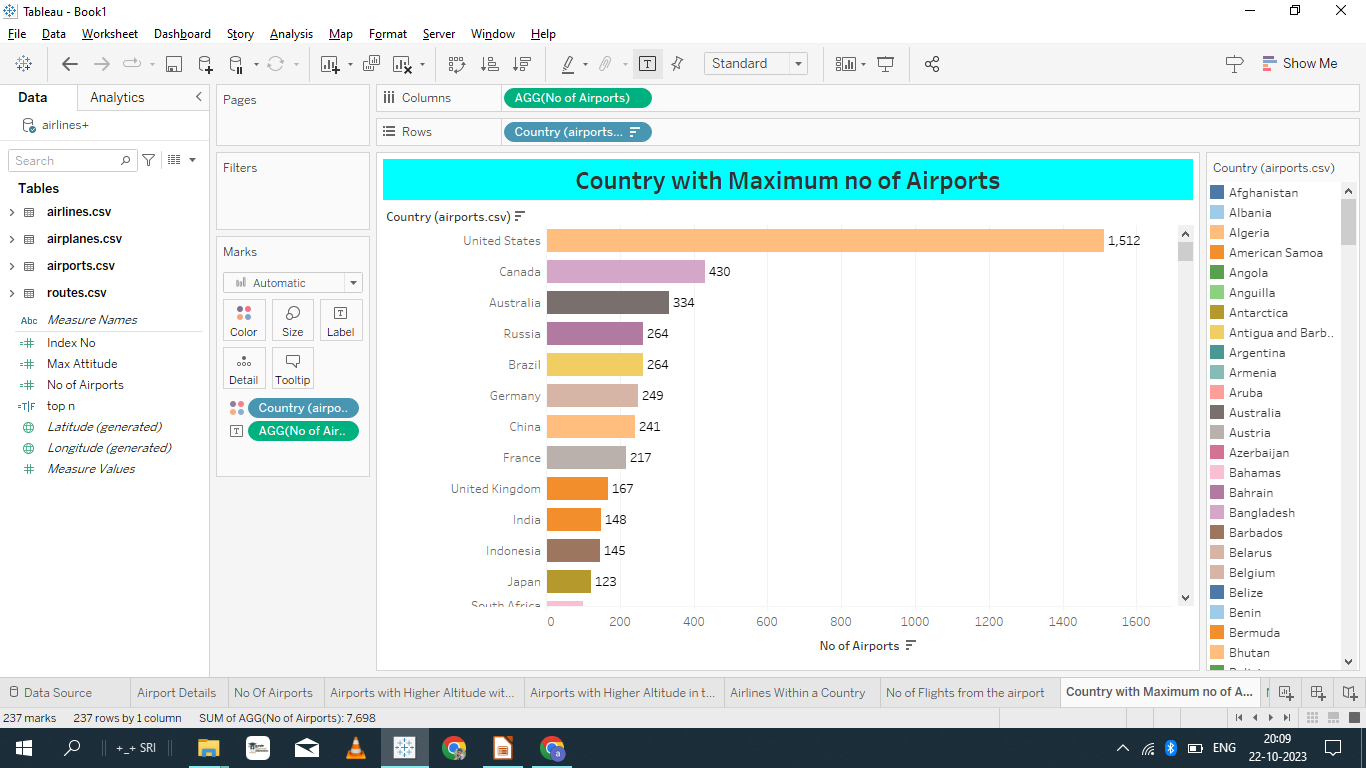 Tableau - Book1
File Data Worksheet Dashboard Story Analysis Map Format Server Window Help
Standard
Show Me
Data Analytics
airlines+
Search
Tables
airlines.csv
airplanes.csv
airports.csv
routes.csv
Abc Measure Names
Index No
Max Attitude
No of Airports
T|F top n
Latitude (generated)
Longitude (generated)
Measure Values
Pages
Filters
Marks
Automatic
Color Size Label
Detail Tooltip
Country (airpo..
AGG(No of Air..
Columns AGG(No of Airports)
Rows Country (airports...
Country with Maximum no of Airports
Country (airports.csv)
United States 1,512
Canada 430
Australia 334
Russia 264
Brazil 264
Germany 249
China 241
France 217
United Kingdom 167
India 148
Indonesia 145
Japan 123
South Africa
0 200 400 600 800 1000 1200 1400 1600
No of Airports
Country (airports.csv)
Afghanistan
Albania
Algeria
American Samoa
Angola
Anguilla
Antarctica
Antigua and Barb..
Argentina
Armenia
Aruba
Australia
Austria
Azerbaijan
Bahamas
Bahrain
Bangladesh
Barbados
Belarus
Belgium
Belize
Benin
Bermuda
Bhutan
Data Source Airport Details No Of Airports Airports with Higher Altitude wit... Airports with Higher Altitude in t... Airlines Within a Country No of Flights from the airport Country with Maximum no of A...
237 marks 237 rows by 1 column SUM of AGG(No of Airports): 7,698
+_+ SRI
ENG
20:09
22-10-2023